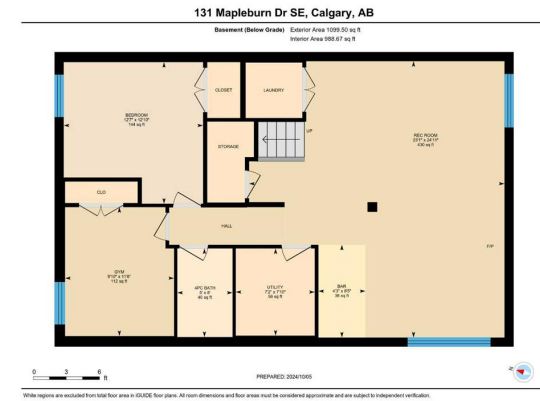 131 Mapleburn Dr SE, Calgary, AB
Basement (Below Grade) Exterior Area 1099.50 sq ft
Interior Area 988.67 sq ft
CLOSET
LAUNDRY
BEDROOM
12'7" x 12'10"
144 sq ft
UP
REC ROOM
23'1" x 24'11"
430 sq ft
STORAGE
CLO
HALL
F/P
GYM
9'10" x 11'8"
112 sq ft
4PC BATH
5' x 8'
40 sq ft
UTILITY
7'2" x 7'10"
56 sq ft
BAR
4'3" x 8'5"
36 sq ft
0 3 6
ft
PREPARED: 2024/10/05
N
White regions are excluded from total floor area in iGUIDE floor plans. All room dimensions and floor areas must be considered approximate and are subject to independent verification.